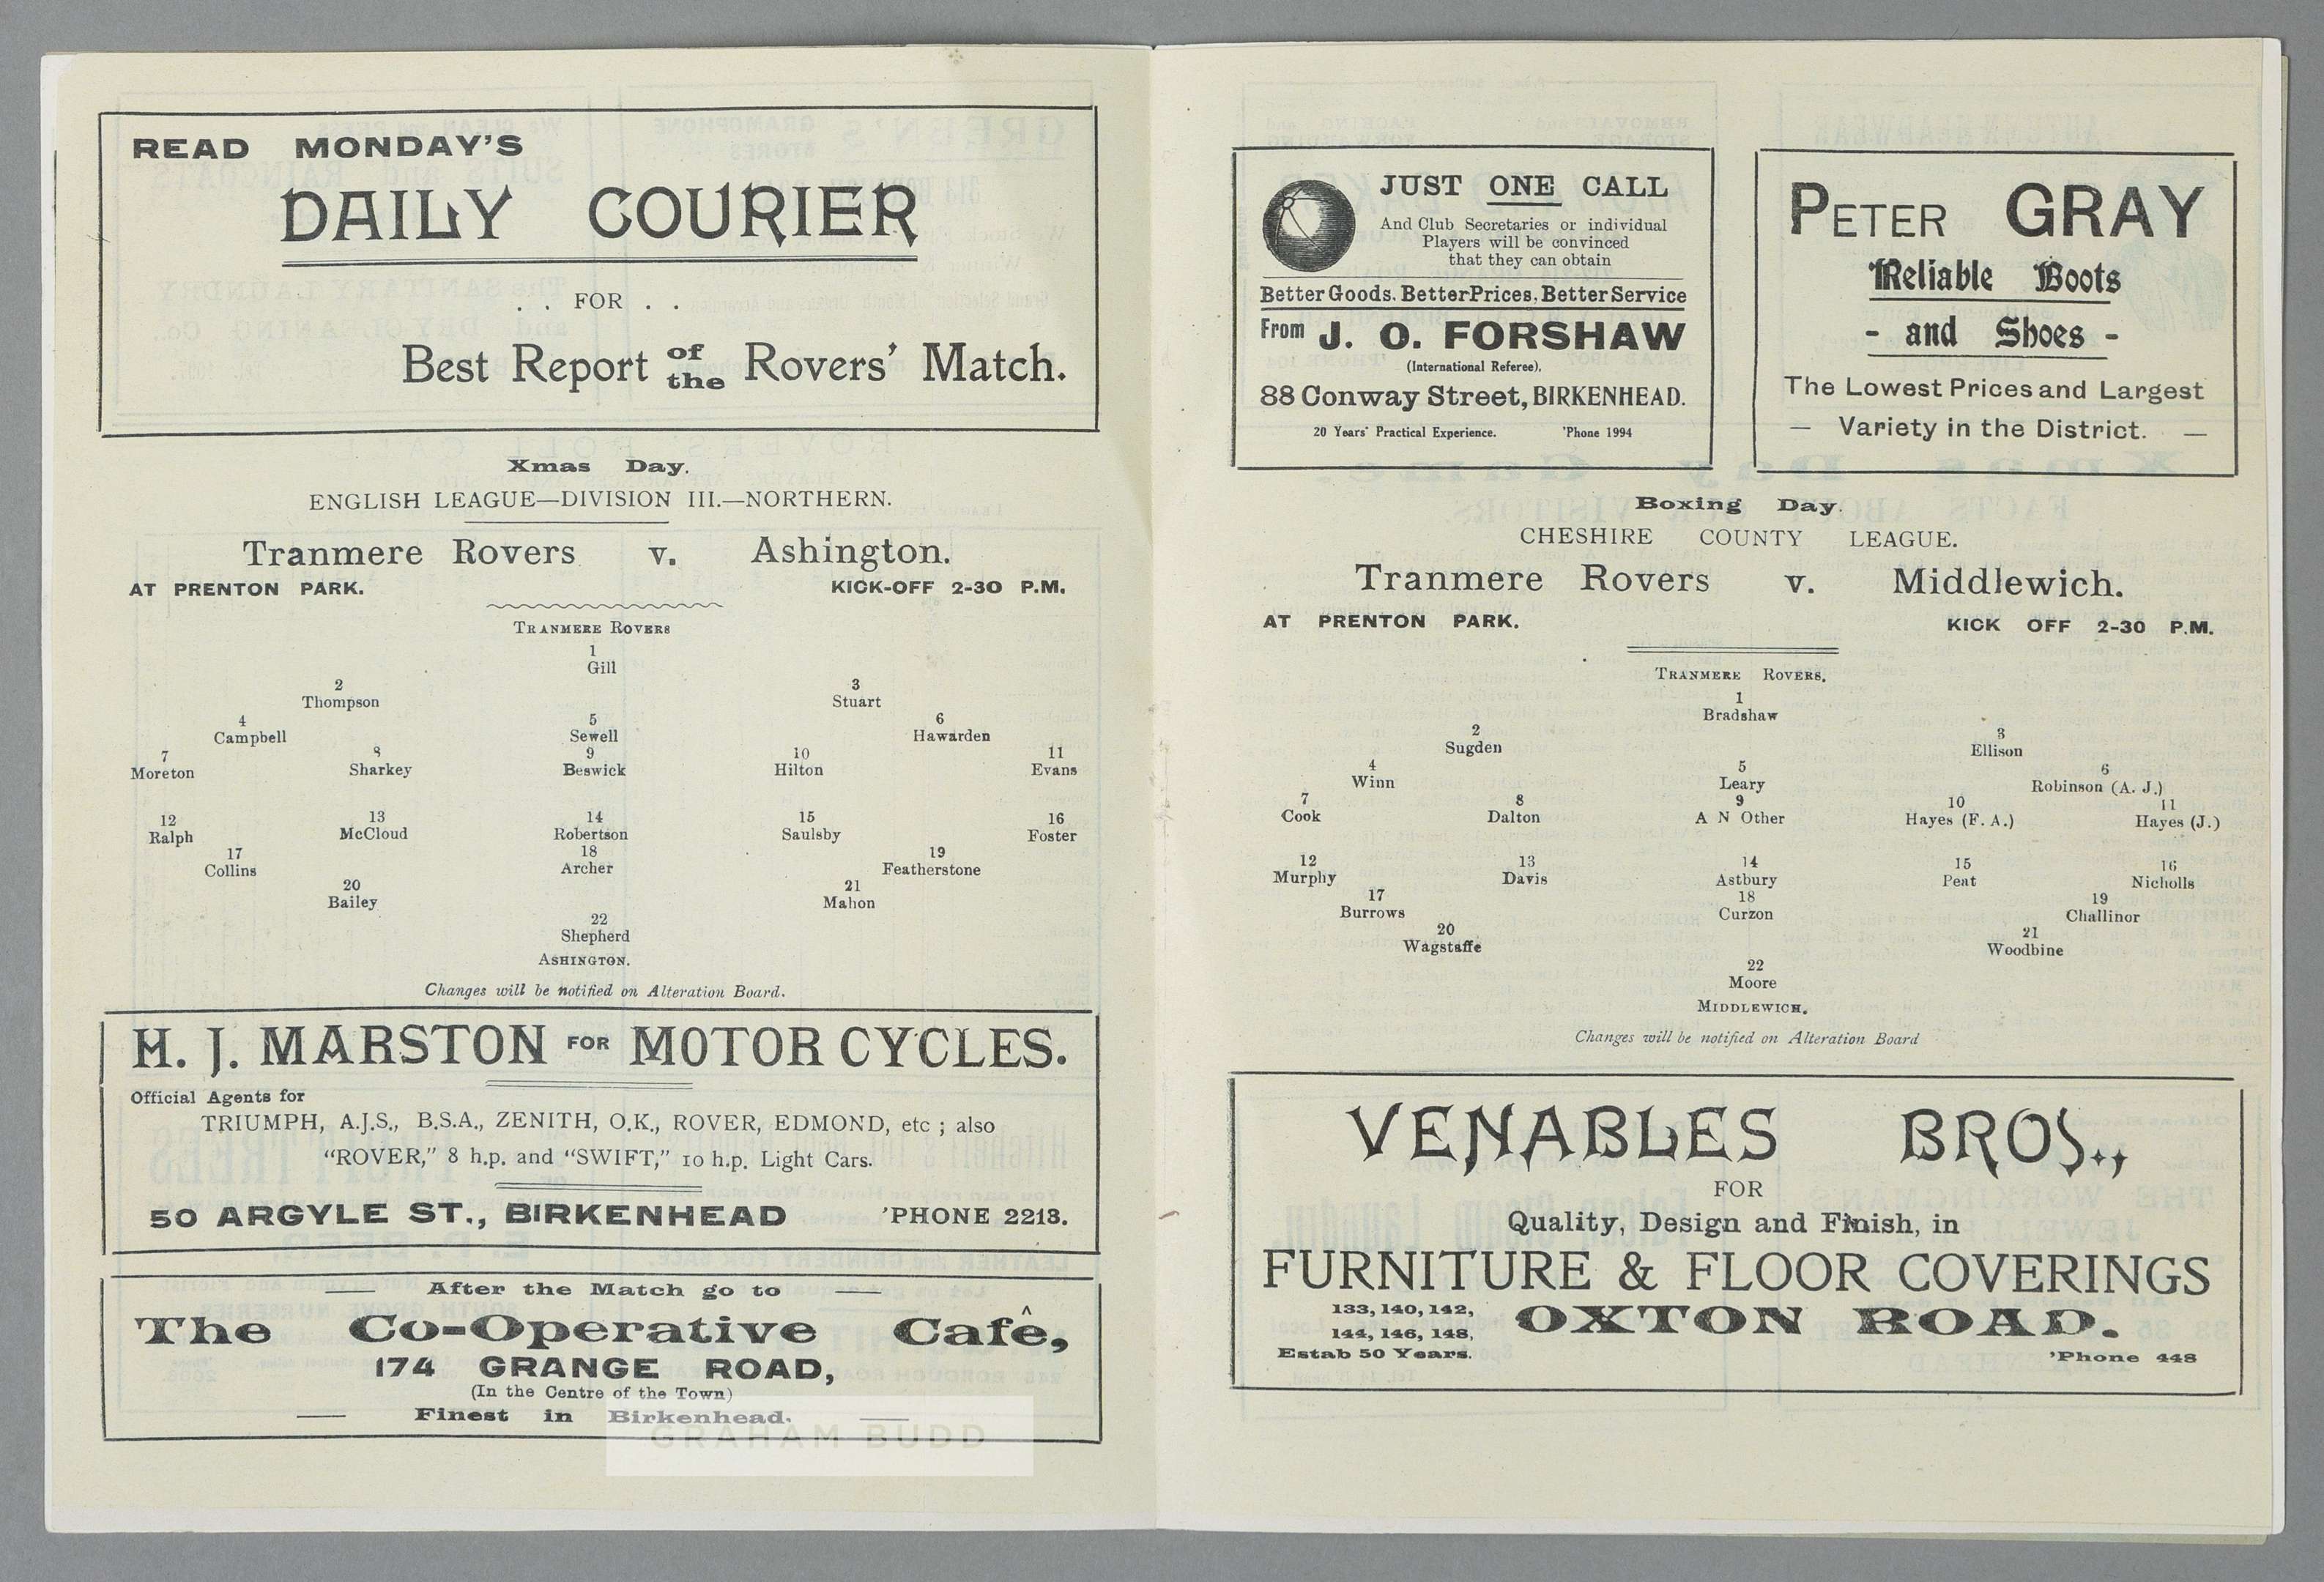 READ MONDAY'S
DAILY COURIER
. . FOR . .
Best Report of the Rovers' Match.
Xmas Day.
ENGLISH LEAGUE—DIVISION III.—NORTHERN.
Tranmere Rovers v. Ashington.
AT PRENTON PARK. KICK-OFF 2-30 P.M.
TRANMERE ROVERS
1
Gill
2 3
Thompson Stuart
4 5 6
Campbell Sewell Hawarden
7 8 9 10 11
Moreton Sharkey Beswick Hilton Evans
12 13 14 15 16
Ralph McCloud Robertson Saulsby Foster
17 18 19
Collins Archer Featherstone
20 21
Bailey Mahon
22
Shepherd
ASHINGTON.
Changes will be notified on Alteration Board.
H. J. MARSTON FOR MOTOR CYCLES.
Official Agents for
TRIUMPH, A.J.S., B.S.A., ZENITH, O.K., ROVER, EDMOND, etc ; also
"ROVER," 8 h.p. and "SWIFT," 10 h.p. Light Cars.
50 ARGYLE ST., BIRKENHEAD 'PHONE 2213.
— After the Match go to —
The Co-Operative Cafê,
174 GRANGE ROAD,
(In the Centre of the Town)
— Finest in Birkenhead. —
GRAHAM BUDD
JUST ONE CALL
And Club Secretaries or individual
Players will be convinced
that they can obtain
Better Goods. Better Prices, Better Service
From J. O. FORSHAW
(International Referee),
88 Conway Street, BIRKENHEAD.
20 Years' Practical Experience. 'Phone 1994
PETER GRAY
Reliable Boots
- and Shoes -
The Lowest Prices and Largest
— Variety in the District. —
Boxing Day.
CHESHIRE COUNTY LEAGUE.
Tranmere Rovers v. Middlewich.
AT PRENTON PARK. KICK OFF 2-30 P.M.
TRANMERE ROVERS.
1
Bradshaw
2 3
Sugden Ellison
4 5 6
Winn Leary Robinson (A. J.)
7 8 9 10 11
Cook Dalton A N Other Hayes (F. A.) Hayes (J.)
12 13 14 15 16
Murphy Davis Astbury Peat Nicholls
17 18 19
Burrows Curzon Challinor
20 21
Wagstaffe Woodbine
22
Moore
MIDDLEWICH.
Changes will be notified on Alteration Board
VENABLES BROS.,
FOR
Quality, Design and Finish, in
FURNITURE & FLOOR COVERINGS
133, 140, 142,
144, 146, 148, OXTON ROAD.
Estab 50 Years. 'Phone 448